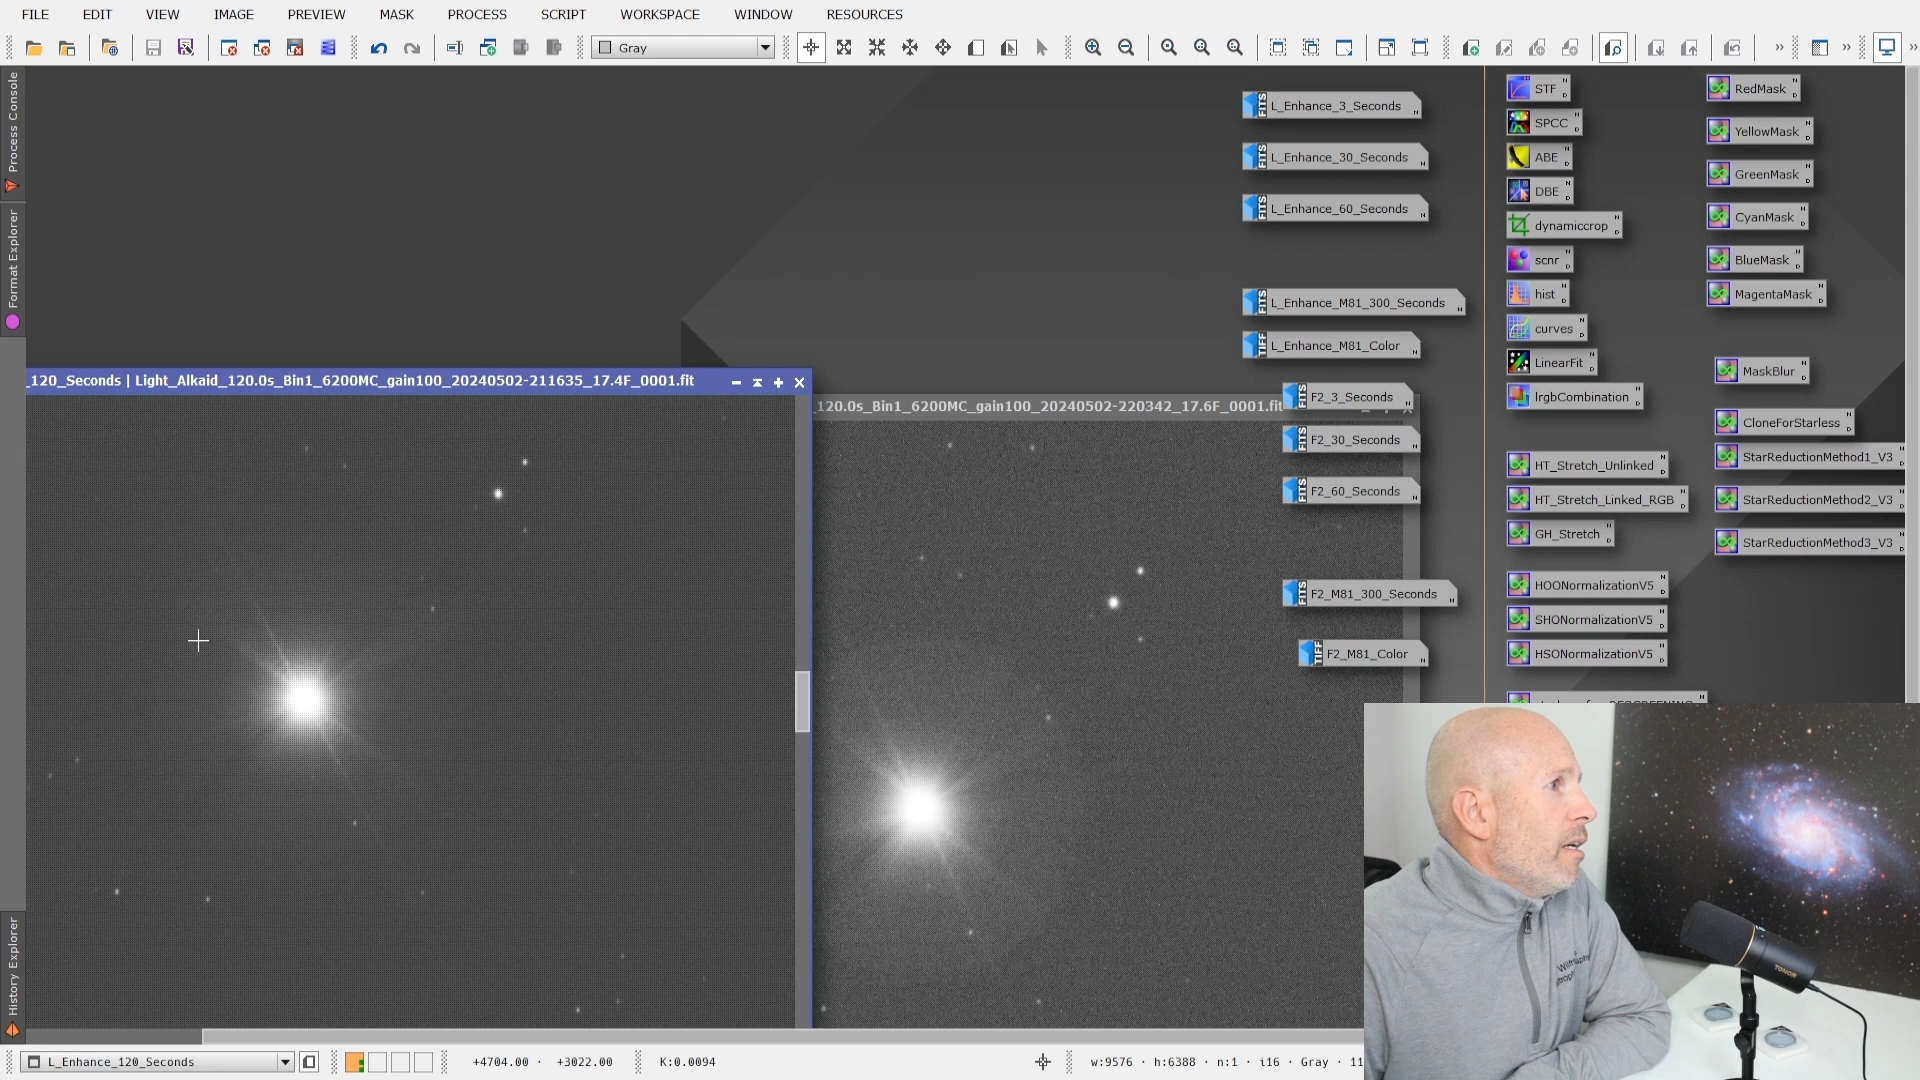 FILE EDIT VIEW IMAGE PREVIEW MASK PROCESS SCRIPT WORKSPACE WINDOW RESOURCES
Gray
Process Console
Format Explorer
History Explorer
L_Enhance_3_Seconds
L_Enhance_30_Seconds
L_Enhance_60_Seconds
L_Enhance_M81_300_Seconds
L_Enhance_M81_Color
F2_3_Seconds
F2_30_Seconds
F2_60_Seconds
F2_M81_300_Seconds
F2_M81_Color
_120_Seconds | Light_Alkaid_120.0s_Bin1_6200MC_gain100_20240502-211635_17.4F_0001.fit
_120.0s_Bin1_6200MC_gain100_20240502-220342_17.6F_0001.fit
STF
SPCC
ABE
DBE
dynamiccrop
scnr
hist
curves
LinearFit
lrgbCombination
HT_Stretch_Unlinked
HT_Stretch_Linked_RGB
GH_Stretch
HOONormalizationV5
SHONormalizationV5
HSONormalizationV5
RedMask
YellowMask
GreenMask
CyanMask
BlueMask
MagentaMask
MaskBlur
CloneForStarless
StarReductionMethod1_V3
StarReductionMethod2_V3
StarReductionMethod3_V3
TONOR
L_Enhance_120_Seconds
+4704.00 · +3022.00
K:0.0094
w:9576 · h:6388 · n:1 · i16 · Gray · 11